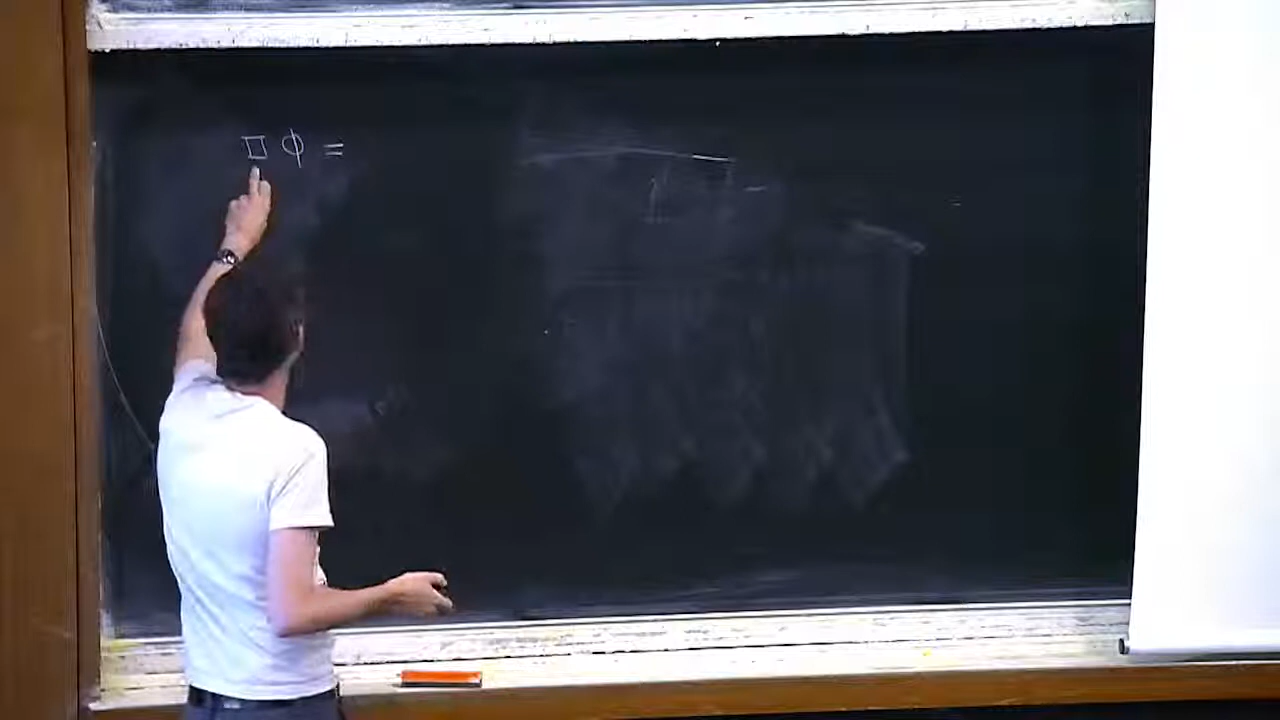 □ ϕ =